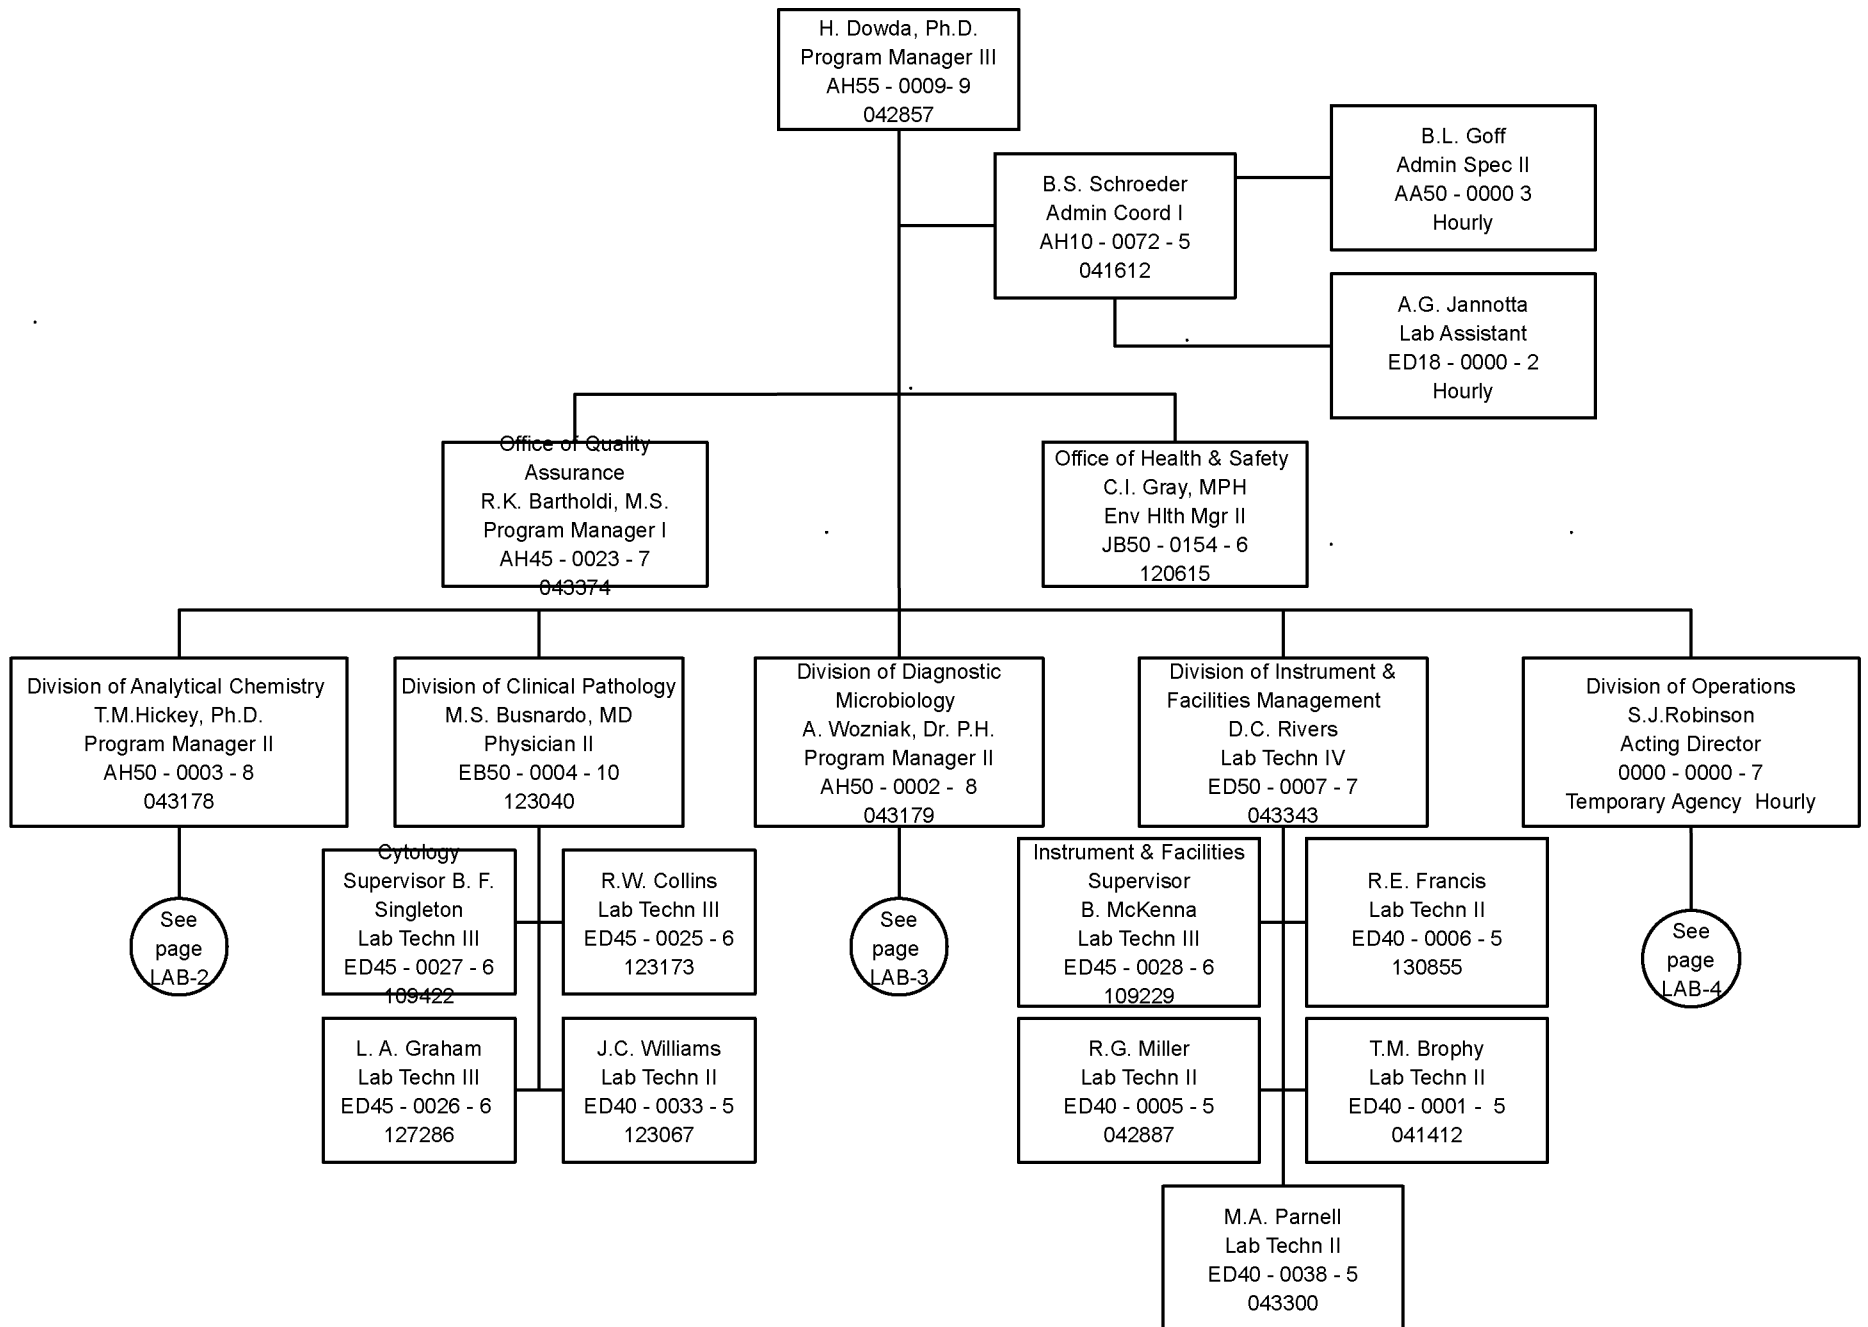 H. Dowda, Ph.D.
Program Manager III
AH55 - 0009- 9
042857
B.S. Schroeder
Admin Coord I
AH10 - 0072 - 5
041612
B.L. Goff
Admin Spec II
AA50 - 0000 3
Hourly
A.G. Jannotta
Lab Assistant
ED18 - 0000 - 2
Hourly
Office of Quality
Assurance
R.K. Bartholdi, M.S.
Program Manager I
AH45 - 0023 - 7
043374
Office of Health & Safety
C.I. Gray, MPH
Env Hlth Mgr II
JB50 - 0154 - 6
120615
Division of Analytical Chemistry
T.M.Hickey, Ph.D.
Program Manager II
AH50 - 0003 - 8
043178
Division of Clinical Pathology
M.S. Busnardo, MD
Physician II
EB50 - 0004 - 10
123040
Division of Diagnostic
Microbiology
A. Wozniak, Dr. P.H.
Program Manager II
AH50 - 0002 -  8
043179
Division of Instrument &
Facilities Management
D.C. Rivers
Lab Techn IV
ED50 - 0007 - 7
043343
Division of Operations
S.J.Robinson
Acting Director
0000 - 0000 - 7
Temporary Agency  Hourly
See
page
LAB-2
Cytology
Supervisor B. F.
Singleton
Lab Techn III
ED45 - 0027 - 6
109422
R.W. Collins
Lab Techn III
ED45 - 0025 - 6
123173
L. A. Graham
Lab Techn III
ED45 - 0026 - 6
127286
J.C. Williams
Lab Techn II
ED40 - 0033 - 5
123067
See
page
LAB-3
Instrument & Facilities
Supervisor
B. McKenna
Lab Techn III
ED45 - 0028 - 6
109229
R.E. Francis
Lab Techn II
ED40 - 0006 - 5
130855
R.G. Miller
Lab Techn II
ED40 - 0005 - 5
042887
T.M. Brophy
Lab Techn II
ED40 - 0001 -  5
041412
M.A. Parnell
Lab Techn II
ED40 - 0038 - 5
043300
See
page
LAB-4